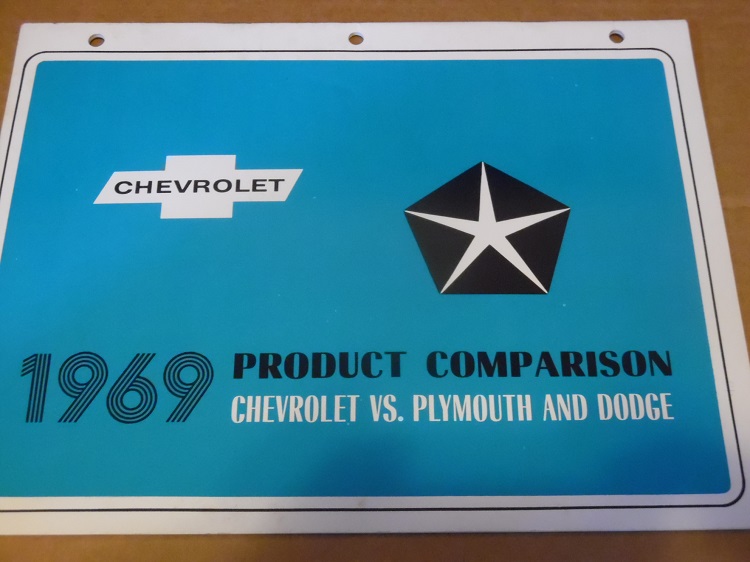 CHEVROLET
1969
PRODUCT COMPARISON
CHEVROLET VS. PLYMOUTH AND DODGE